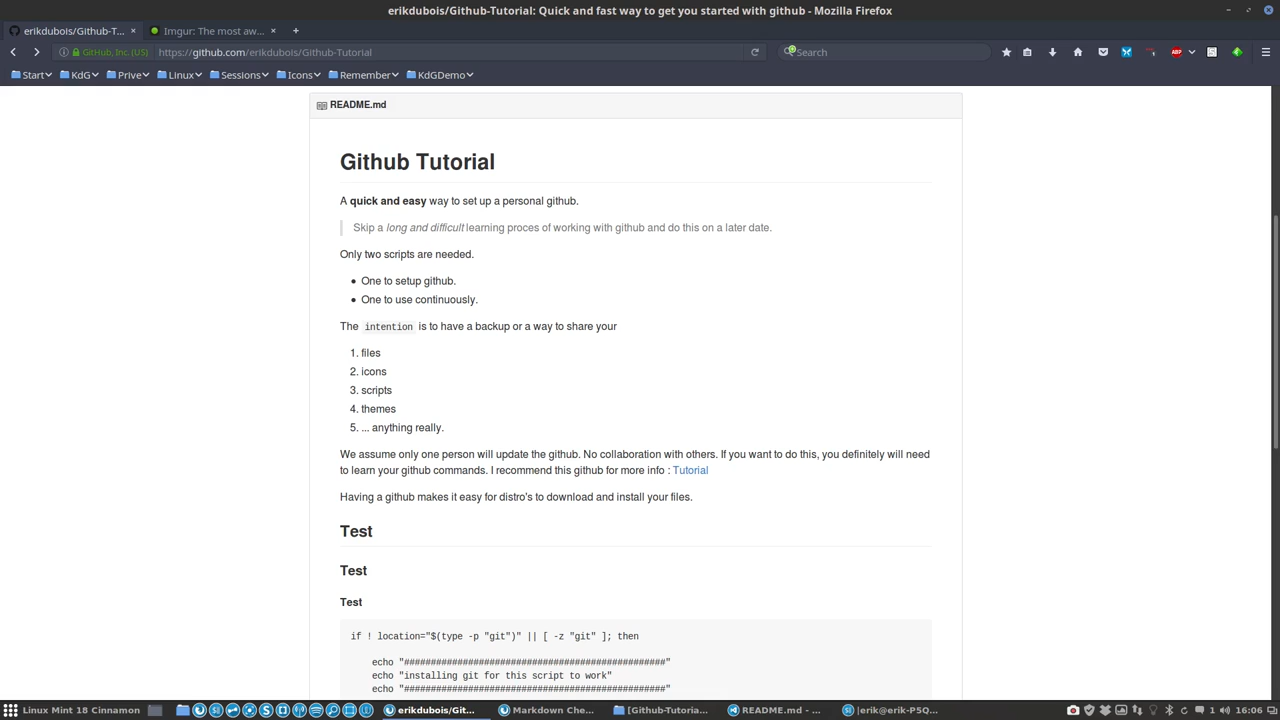 erikdubois/Github-Tutorial: Quick and fast way to get you started with github - Mozilla Firefox
erikdubois/Github-T...
Imgur: The most aw...
GitHub, Inc. (US)
https://github.com/erikdubois/Github-Tutorial
Search
ABP
Start
KdG
Prive
Linux
Sessions
Icons
Remember
KdGDemo
README.md
Github Tutorial
A quick and easy way to set up a personal github.
Skip a long and difficult learning proces of working with github and do this on a later date.
Only two scripts are needed.
• One to setup github.
• One to use continuously.
The intention is to have a backup or a way to share your
1. files
2. icons
3. scripts
4. themes
5. ... anything really.
We assume only one person will update the github. No collaboration with others. If you want to do this, you definitely will need
to learn your github commands. I recommend this github for more info : Tutorial
Having a github makes it easy for distro's to download and install your files.
Test
Test
Test
if ! location="$(type -p "git")" || [ -z "git" ]; then
echo "#################################################"
echo "installing git for this script to work"
echo "#################################################"
Linux Mint 18 Cinnamon
erikdubois/Git...
Markdown Che...
[Github-Tutoria...
README.md - ...
|erik@erik-P5Q...
1
16:06